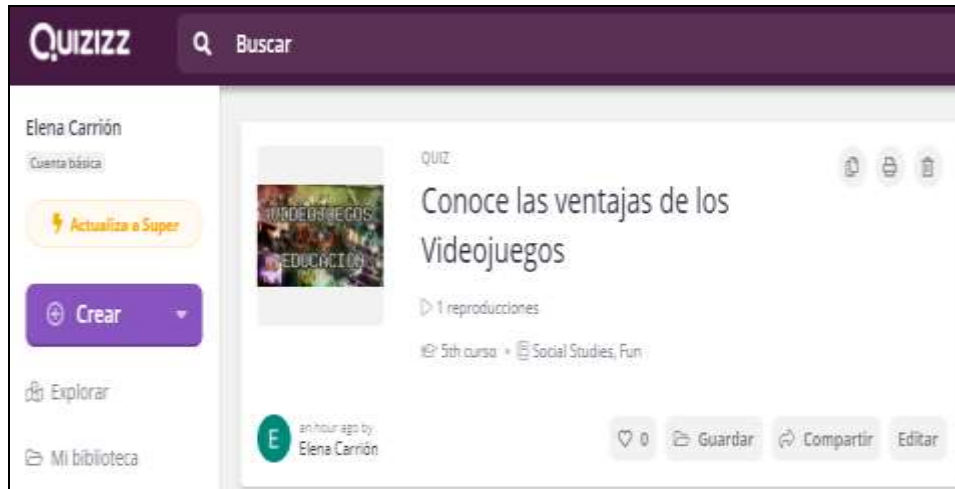 QUIZIZZ
Buscar
Elena Carrión
Cuenta básica
Actualiza a Super
Crear
Explorar
Mi biblioteca
VIDEOJUEGOS
EDUCACIÓN
QUIZ
Conoce las ventajas de los
Videojuegos
1 reproducciones
5th curso • Social Studies, Fun
E
an hour ago by
Elena Carrión
0
Guardar
Compartir
Editar